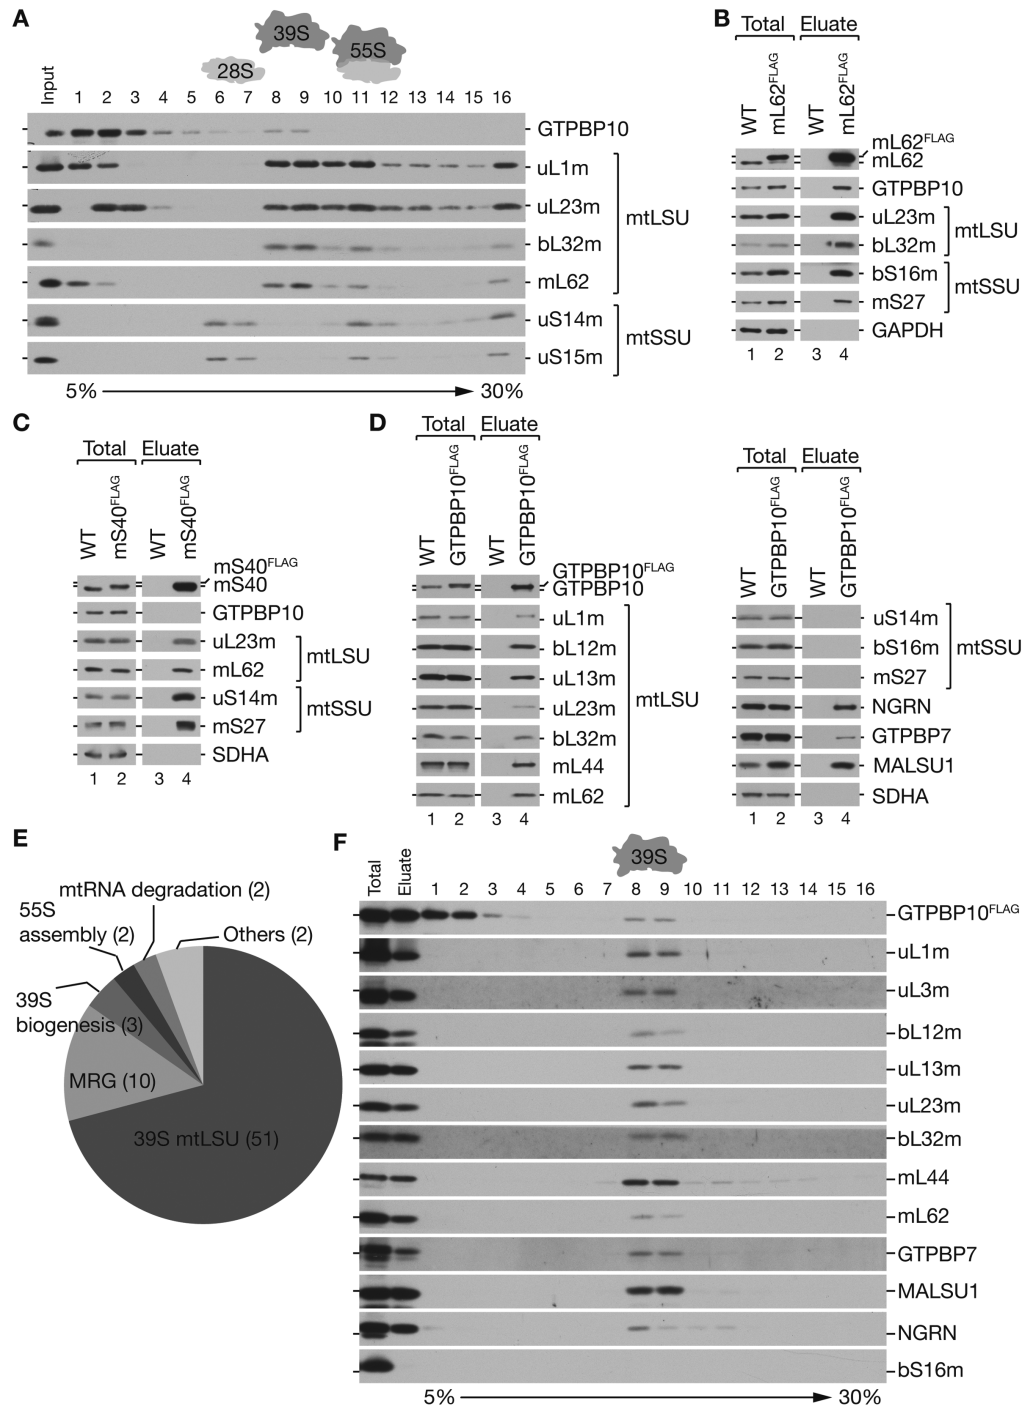 A
39S
55S
28S
Input 1 2 3 4 5 6 7 8 9 10 11 12 13 14 15 16
GTPBP10
uL1m
uL23m
bL32m
mL62
mtLSU
uS14m
uS15m
mtSSU
5% 30%
B
Total Eluate
WT mL62FLAG WT mL62FLAG
mL62FLAG
mL62
GTPBP10
uL23m
bL32m
mtLSU
bS16m
mS27
mtSSU
GAPDH
1 2 3 4
C
Total Eluate
WT mS40FLAG WT mS40FLAG
mS40FLAG
mS40
GTPBP10
uL23m
mL62
mtLSU
uS14m
mS27
mtSSU
SDHA
1 2 3 4
D
Total Eluate
WT GTPBP10FLAG WT GTPBP10FLAG
GTPBP10FLAG
GTPBP10
uL1m
bL12m
uL13m
uL23m
bL32m
mL44
mL62
mtLSU
1 2 3 4
Total Eluate
WT GTPBP10FLAG WT GTPBP10FLAG
uS14m
bS16m
mS27
mtSSU
NGRN
GTPBP7
MALSU1
SDHA
1 2 3 4
E
mtRNA degradation (2)
55S
assembly (2)
Others (2)
39S
biogenesis (3)
MRG (10)
39S mtLSU (51)
F
39S
Total Eluate 1 2 3 4 5 6 7 8 9 10 11 12 13 14 15 16
GTPBP10FLAG
uL1m
uL3m
bL12m
uL13m
uL23m
bL32m
mL44
mL62
GTPBP7
MALSU1
NGRN
bS16m
5% 30%